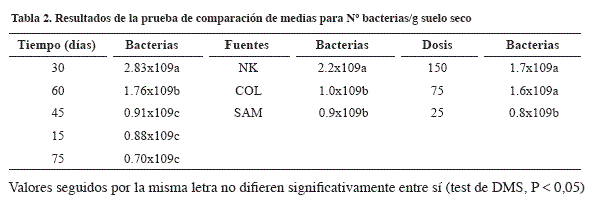 Tabla 2. Resultados de la prueba de comparación de medias para Nº bacterias/g suelo seco
Tiempo (días) Bacterias Fuentes Bacterias Dosis Bacterias
30 2.83x109a NK 2.2x109a 150 1.7x109a
60 1.76x109b COL 1.0x109b 75 1.6x109a
45 0.91x109c SAM 0.9x109b 25 0.8x109b
15 0.88x109c
75 0.70x109c
Valores seguidos por la misma letra no difieren significativamente entre sí (test de DMS, P < 0,05)